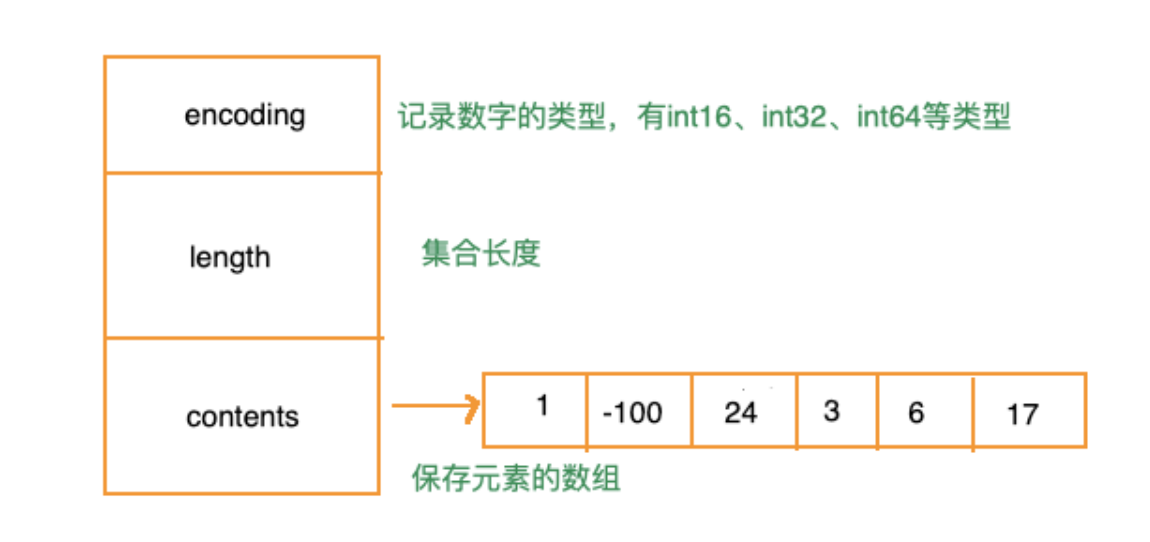 encoding 记录数字的类型，有int16、int32、int64等类型
length 集合长度
contents 1 -100 24 3 6 17
保存元素的数组